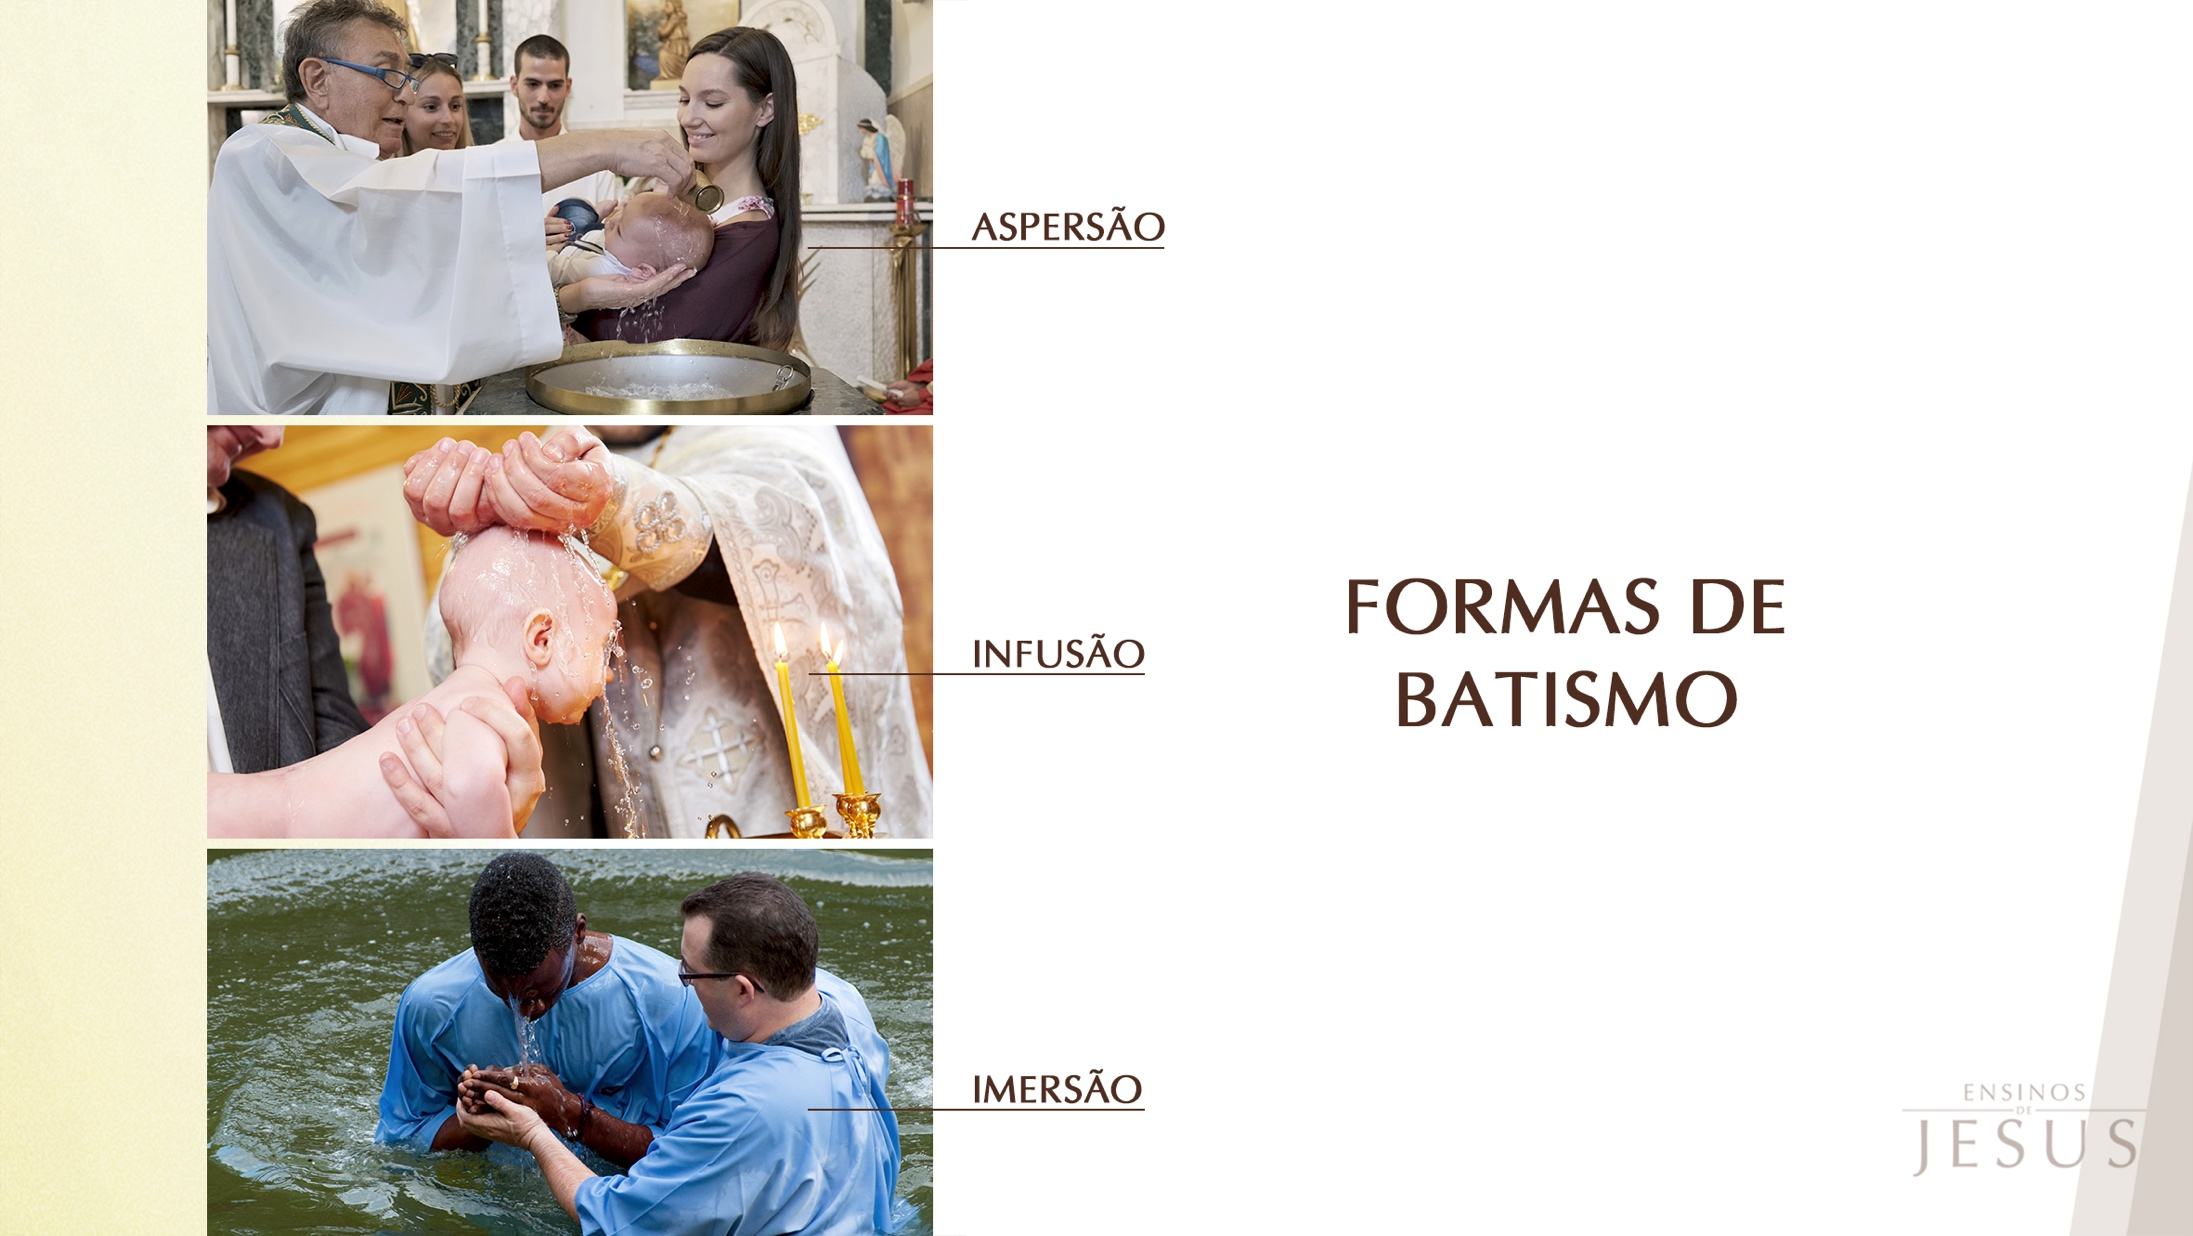 ASPERSÃO
INFUSÃO
IMERSÃO
FORMAS DE
BATISMO
ENSINOS
DE
JESUS